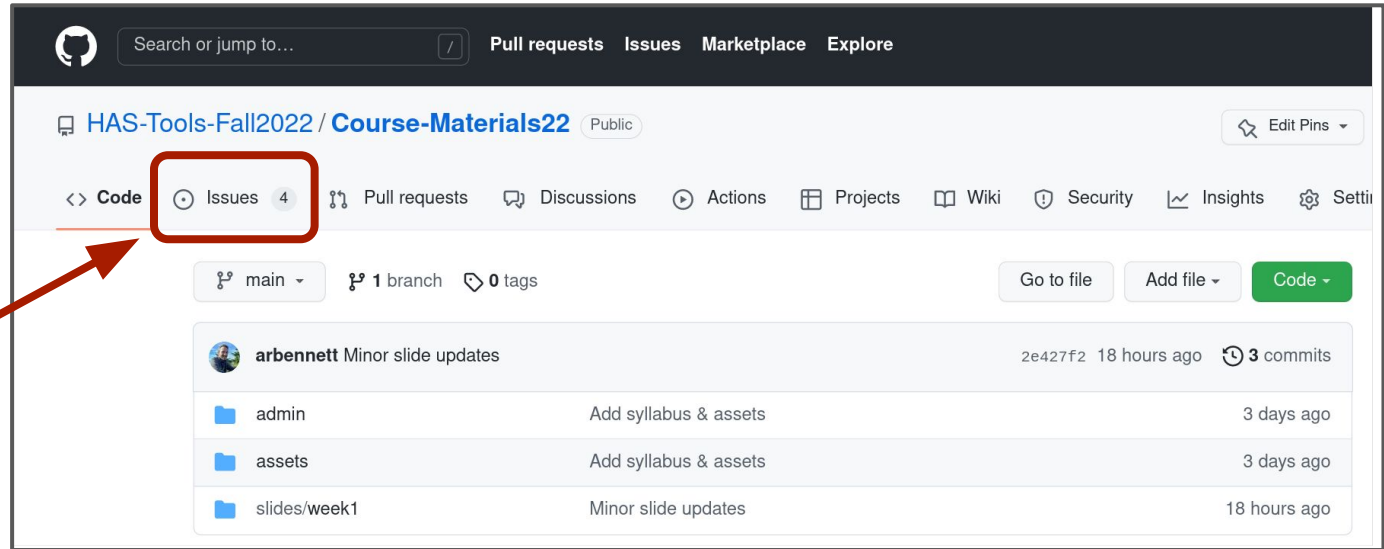 Search or jump to... / Pull requests Issues Marketplace Explore
HAS-Tools-Fall2022 / Course-Materials22 Public Edit Pins
<> Code Issues 4 Pull requests Discussions Actions Projects Wiki Security Insights Settin
main 1 branch 0 tags Go to file Add file Code
arbennett Minor slide updates 2e427f2 18 hours ago 3 commits
admin Add syllabus & assets 3 days ago
assets Add syllabus & assets 3 days ago
slides/week1 Minor slide updates 18 hours ago